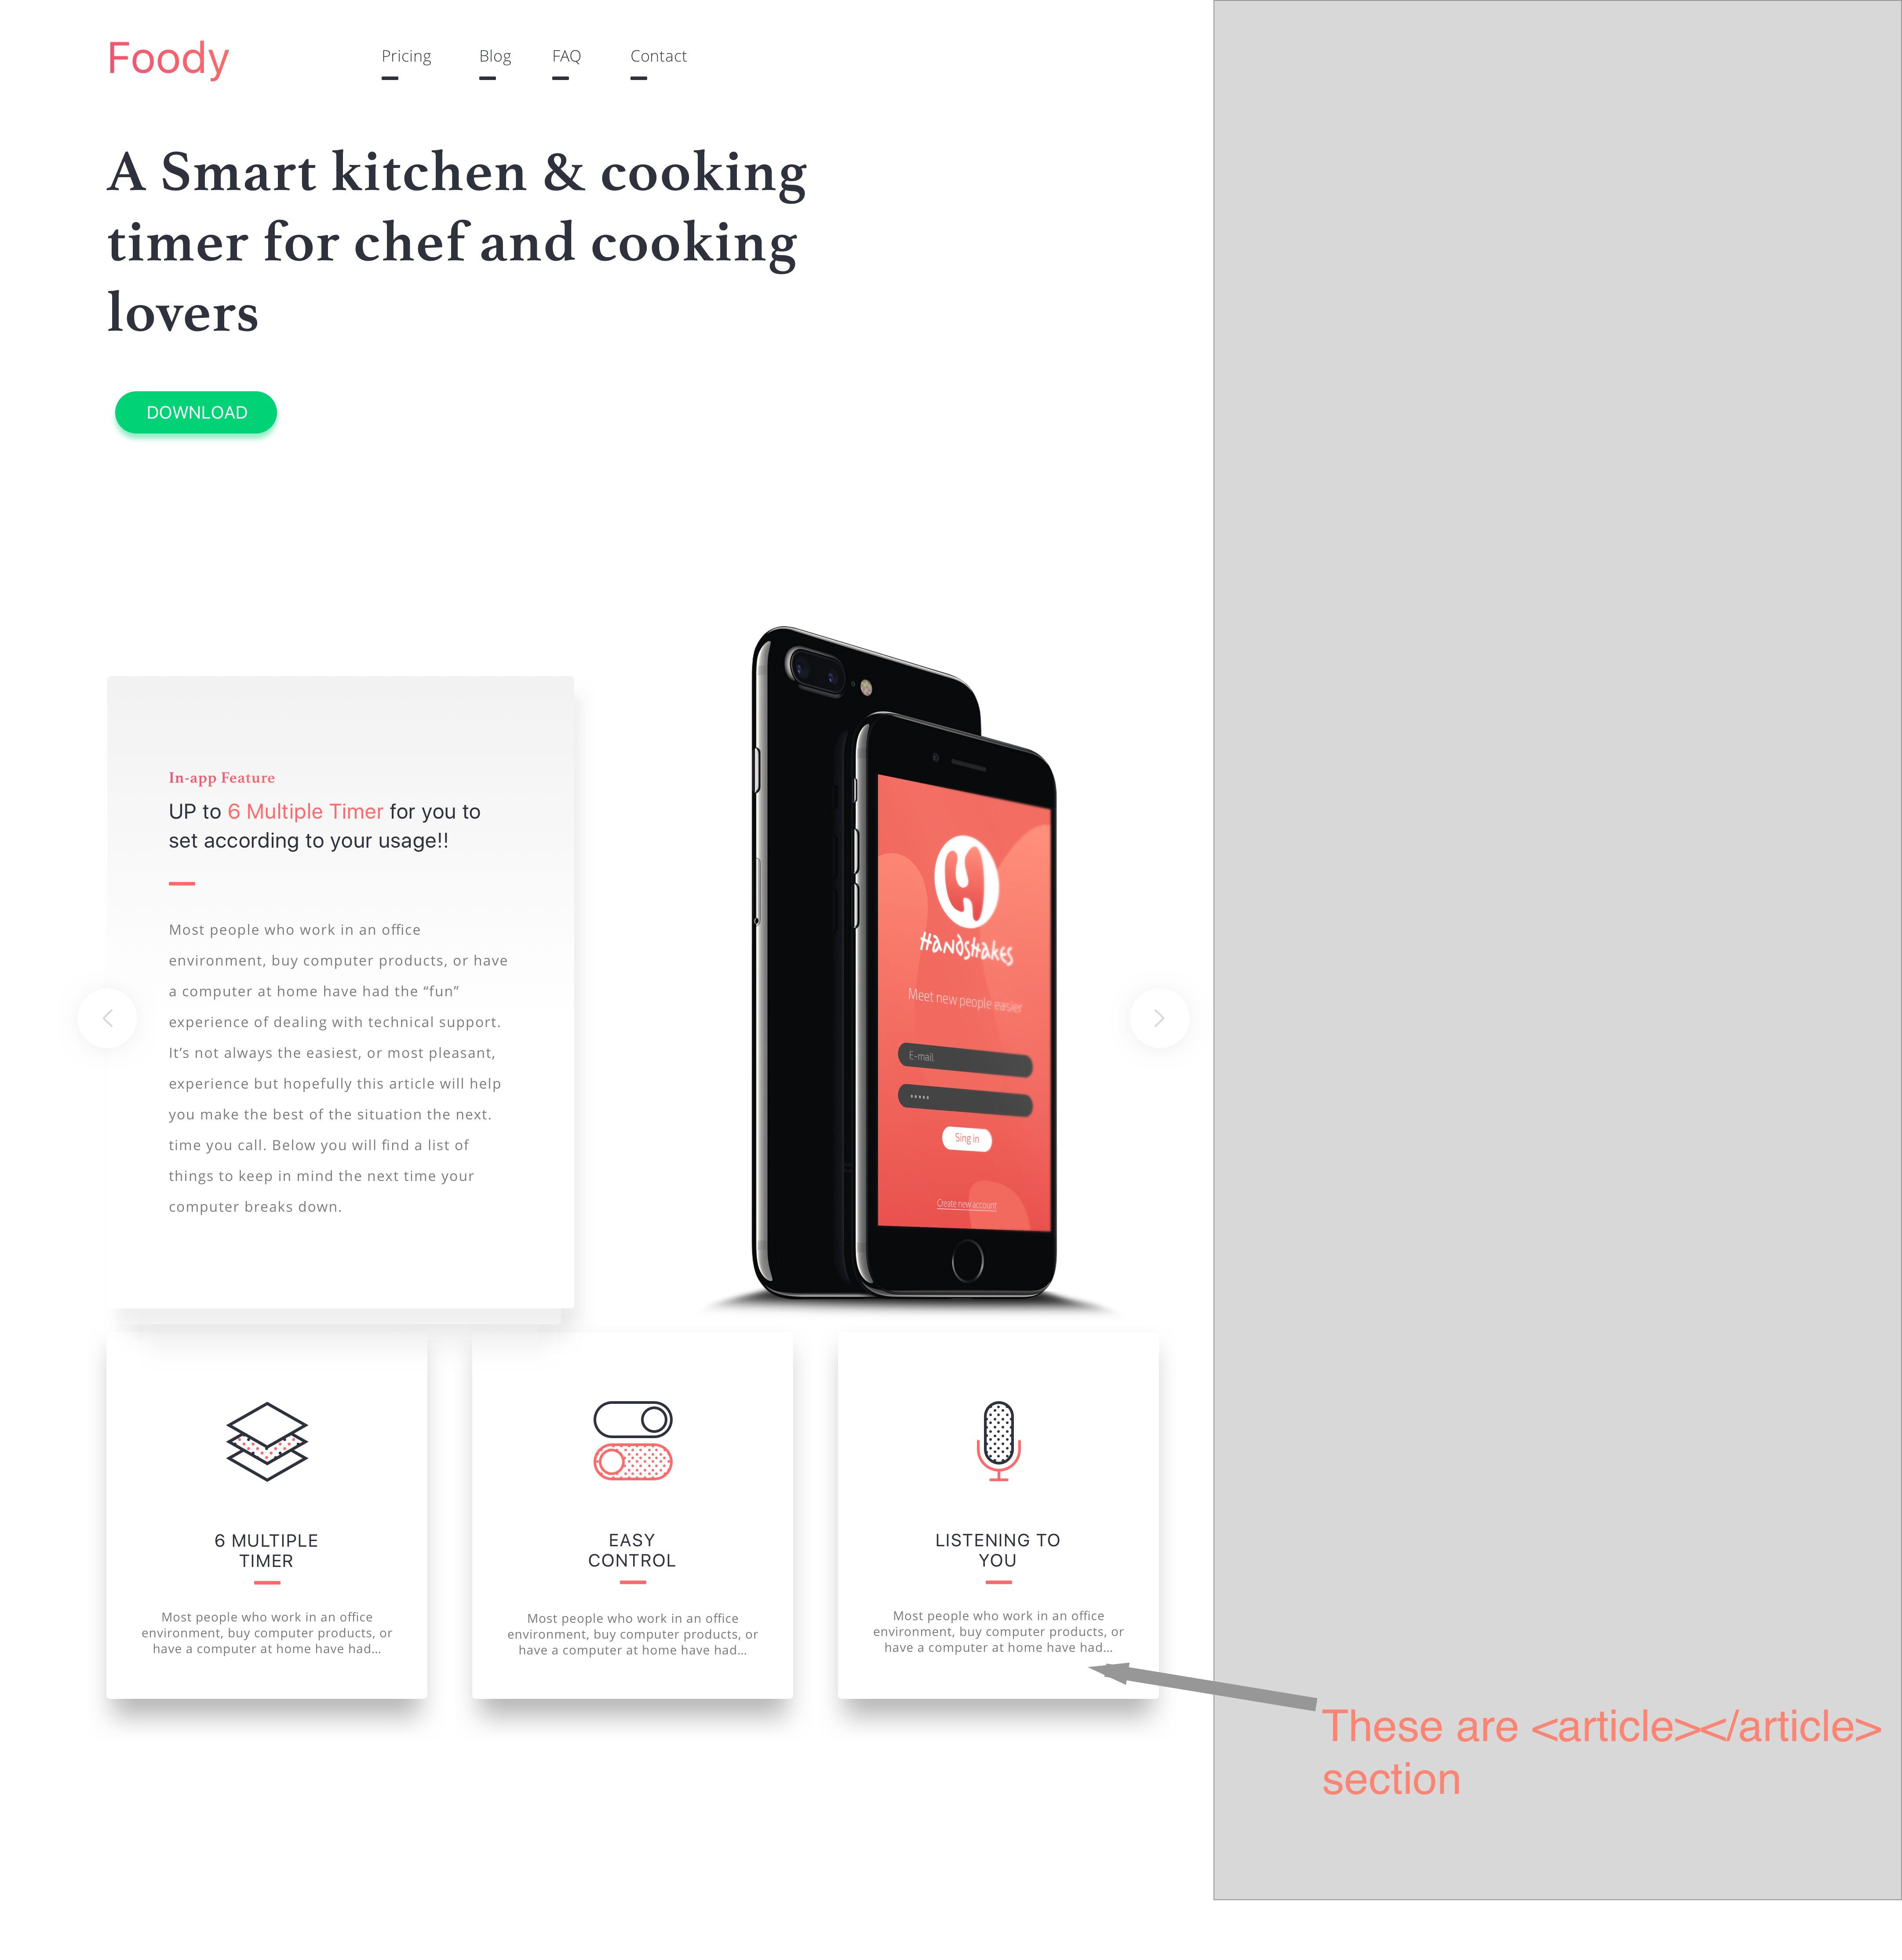 Foody
Pricing Blog FAQ Contact
A Smart kitchen & cooking
timer for chef and cooking
lovers
DOWNLOAD
In-app Feature
UP to 6 Multiple Timer for you to
set according to your usage!!
Most people who work in an office
environment, buy computer products, or have
a computer at home have had the “fun”
experience of dealing with technical support.
It’s not always the easiest, or most pleasant,
experience but hopefully this article will help
you make the best of the situation the next.
time you call. Below you will find a list of
things to keep in mind the next time your
computer breaks down.
Handshakes
Meet new people easier
E-mail
Sing in
Create new account
6 MULTIPLE
TIMER
Most people who work in an office
environment, buy computer products, or
have a computer at home have had...
EASY
CONTROL
Most people who work in an office
environment, buy computer products, or
have a computer at home have had...
LISTENING TO
YOU
Most people who work in an office
environment, buy computer products, or
have a computer at home have had...
These are <article></article>
section